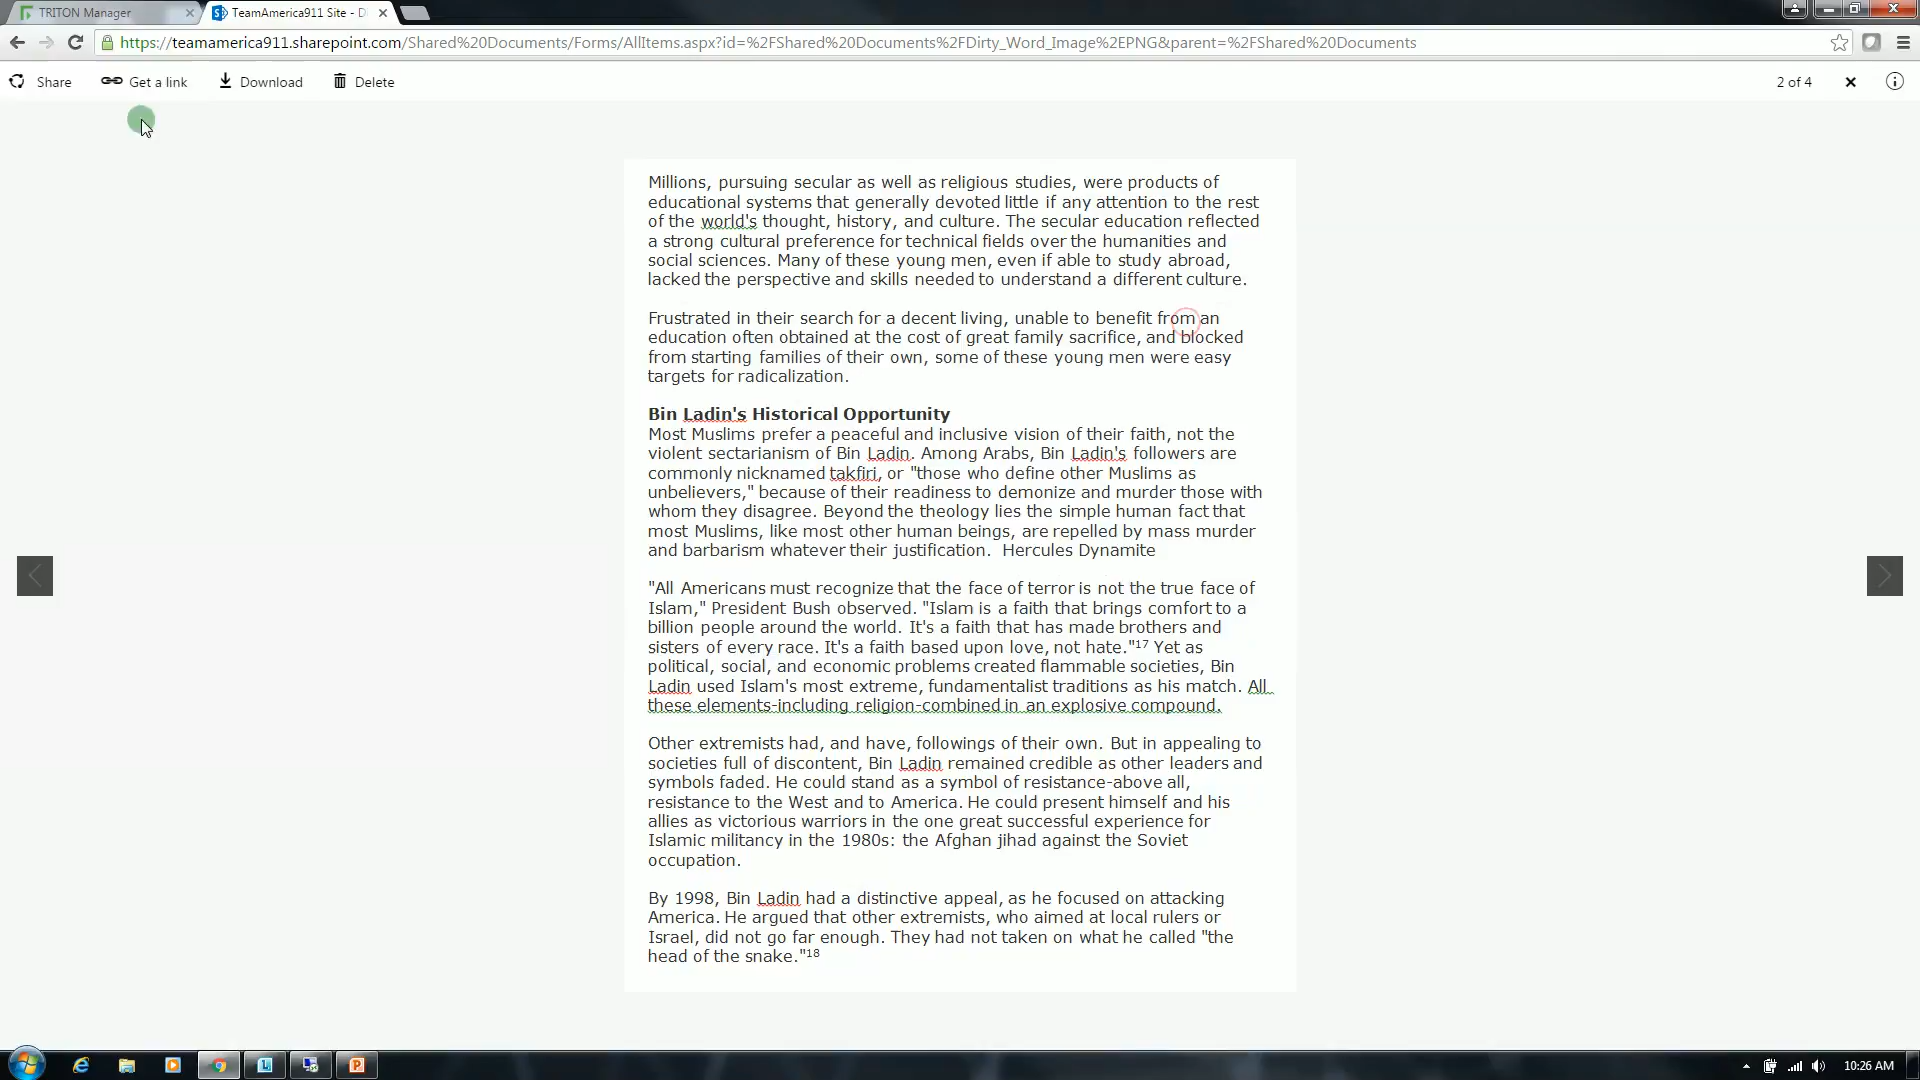 TRITON Manager
TeamAmerica911 Site - D
https://teamamerica911.sharepoint.com/Shared%20Documents/Forms/AllItems.aspx?id=%2FShared%20Documents%2FDirty_Word_Image%2EPNG&parent=%2FShared%20Documents
Share Get a link Download Delete 2 of 4
Millions, pursuing secular as well as religious studies, were products of
educational systems that generally devoted little if any attention to the rest
of the world's thought, history, and culture. The secular education reflected
a strong cultural preference for technical fields over the humanities and
social sciences. Many of these young men, even if able to study abroad,
lacked the perspective and skills needed to understand a different culture.
Frustrated in their search for a decent living, unable to benefit from an
education often obtained at the cost of great family sacrifice, and blocked
from starting families of their own, some of these young men were easy
targets for radicalization.
Bin Ladin's Historical Opportunity
Most Muslims prefer a peaceful and inclusive vision of their faith, not the
violent sectarianism of Bin Ladin. Among Arabs, Bin Ladin's followers are
commonly nicknamed takfiri, or "those who define other Muslims as
unbelievers," because of their readiness to demonize and murder those with
whom they disagree. Beyond the theology lies the simple human fact that
most Muslims, like most other human beings, are repelled by mass murder
and barbarism whatever their justification.  Hercules Dynamite
"All Americans must recognize that the face of terror is not the true face of
Islam," President Bush observed. "Islam is a faith that brings comfort to a
billion people around the world. It's a faith that has made brothers and
sisters of every race. It's a faith based upon love, not hate."17 Yet as
political, social, and economic problems created flammable societies, Bin
Ladin used Islam's most extreme, fundamentalist traditions as his match. All
these elements-including religion-combined in an explosive compound.
Other extremists had, and have, followings of their own. But in appealing to
societies full of discontent, Bin Ladin remained credible as other leaders and
symbols faded. He could stand as a symbol of resistance-above all,
resistance to the West and to America. He could present himself and his
allies as victorious warriors in the one great successful experience for
Islamic militancy in the 1980s: the Afghan jihad against the Soviet
occupation.
By 1998, Bin Ladin had a distinctive appeal, as he focused on attacking
America. He argued that other extremists, who aimed at local rulers or
Israel, did not go far enough. They had not taken on what he called "the
head of the snake."18
10:26 AM